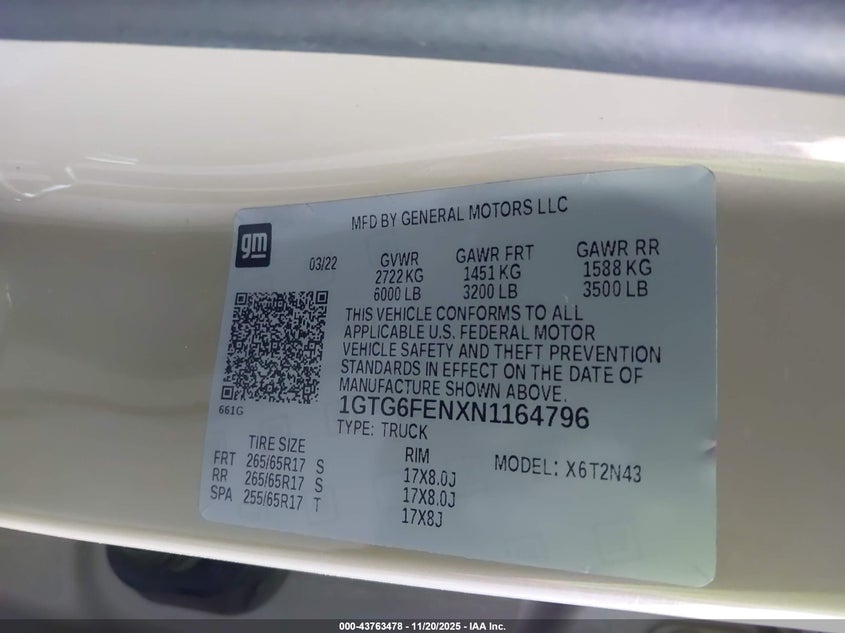 MFD BY GENERAL MOTORS LLC
gm
03/22
GVWR GAWR FRT GAWR RR
2722 KG 1451 KG 1588 KG
6000 LB 3200 LB 3500 LB
THIS VEHICLE CONFORMS TO ALL
APPLICABLE U.S. FEDERAL MOTOR
VEHICLE SAFETY AND THEFT PREVENTION
STANDARDS IN EFFECT ON THE DATE OF
MANUFACTURE SHOWN ABOVE.
661G
1GTG6FENXN1164796
TYPE: TRUCK
TIRE SIZE RIM MODEL: X6T2N43
FRT 265/65R17 S 17X8.0J
RR 265/65R17 S 17X8.0J
SPA 255/65R17 T 17X8J
000-43763478 - 11/20/2025 - IAA Inc.